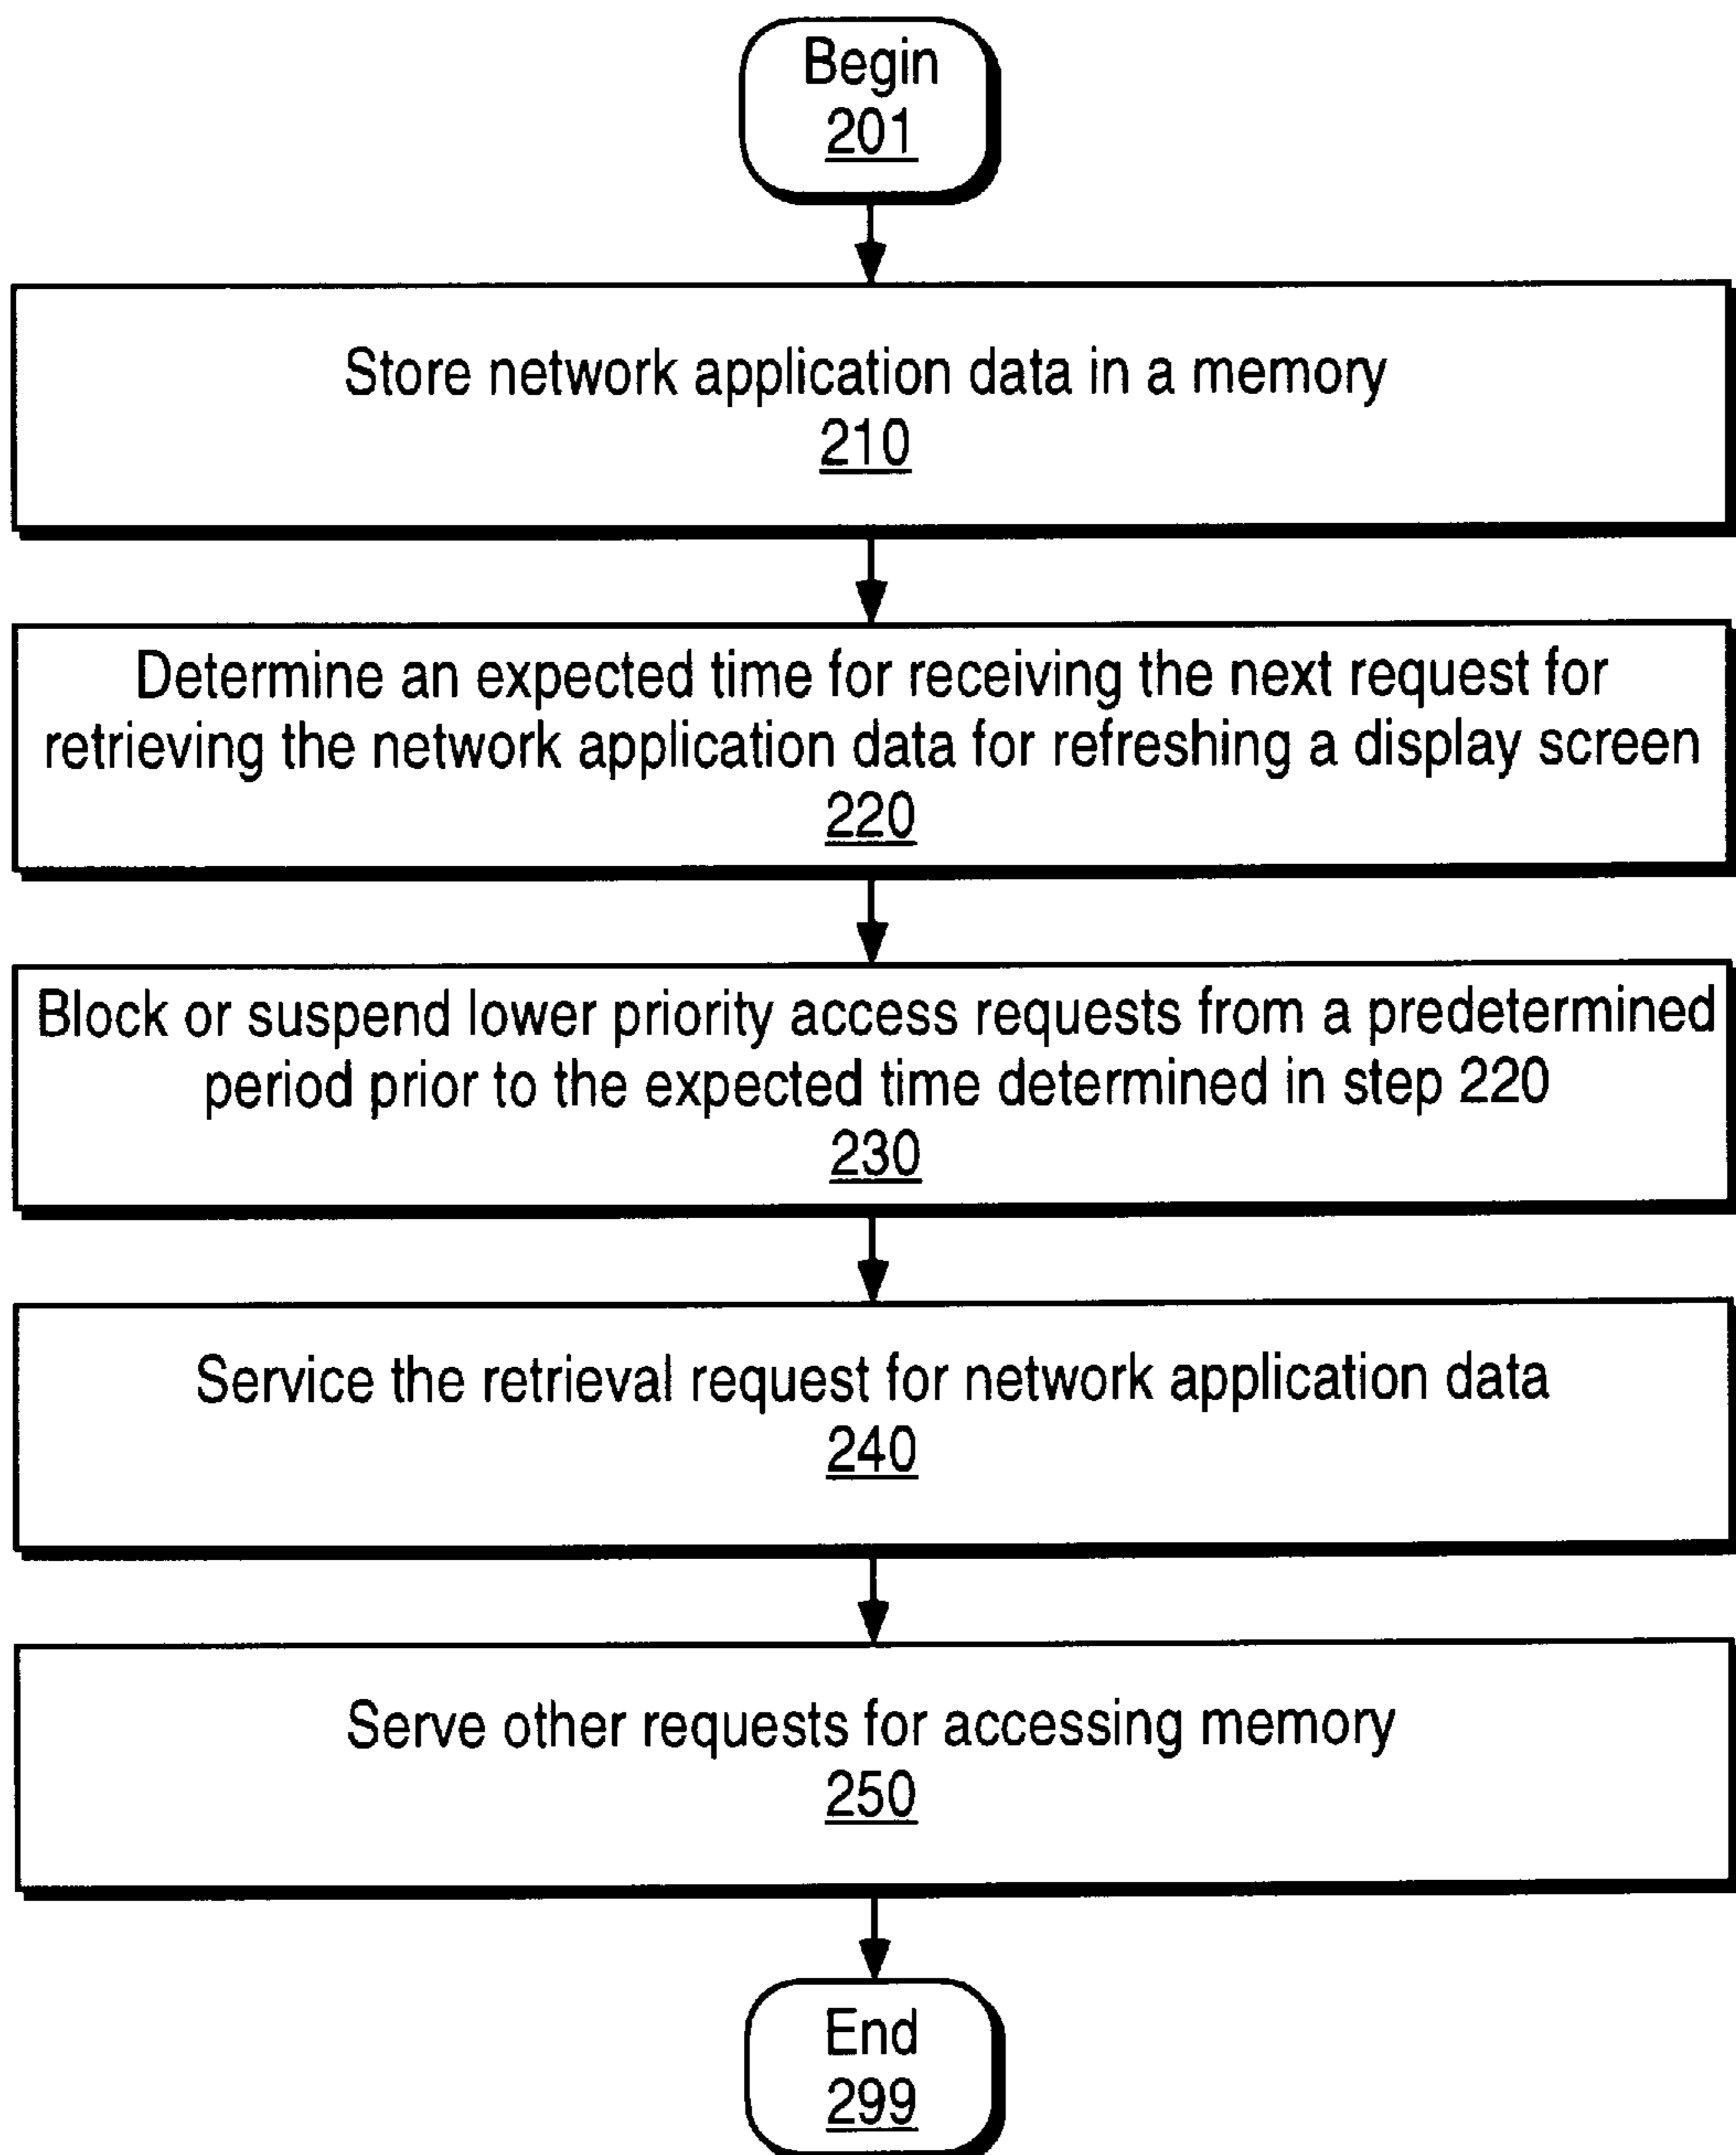 Begin
201
Store network application data in a memory
210
Determine an expected time for receiving the next request for
retrieving the network application data for refreshing a display screen
220
Block or suspend lower priority access requests from a predetermined
period prior to the expected time determined in step 220
230
Service the retrieval request for network application data
240
Serve other requests for accessing memory
250
End
299